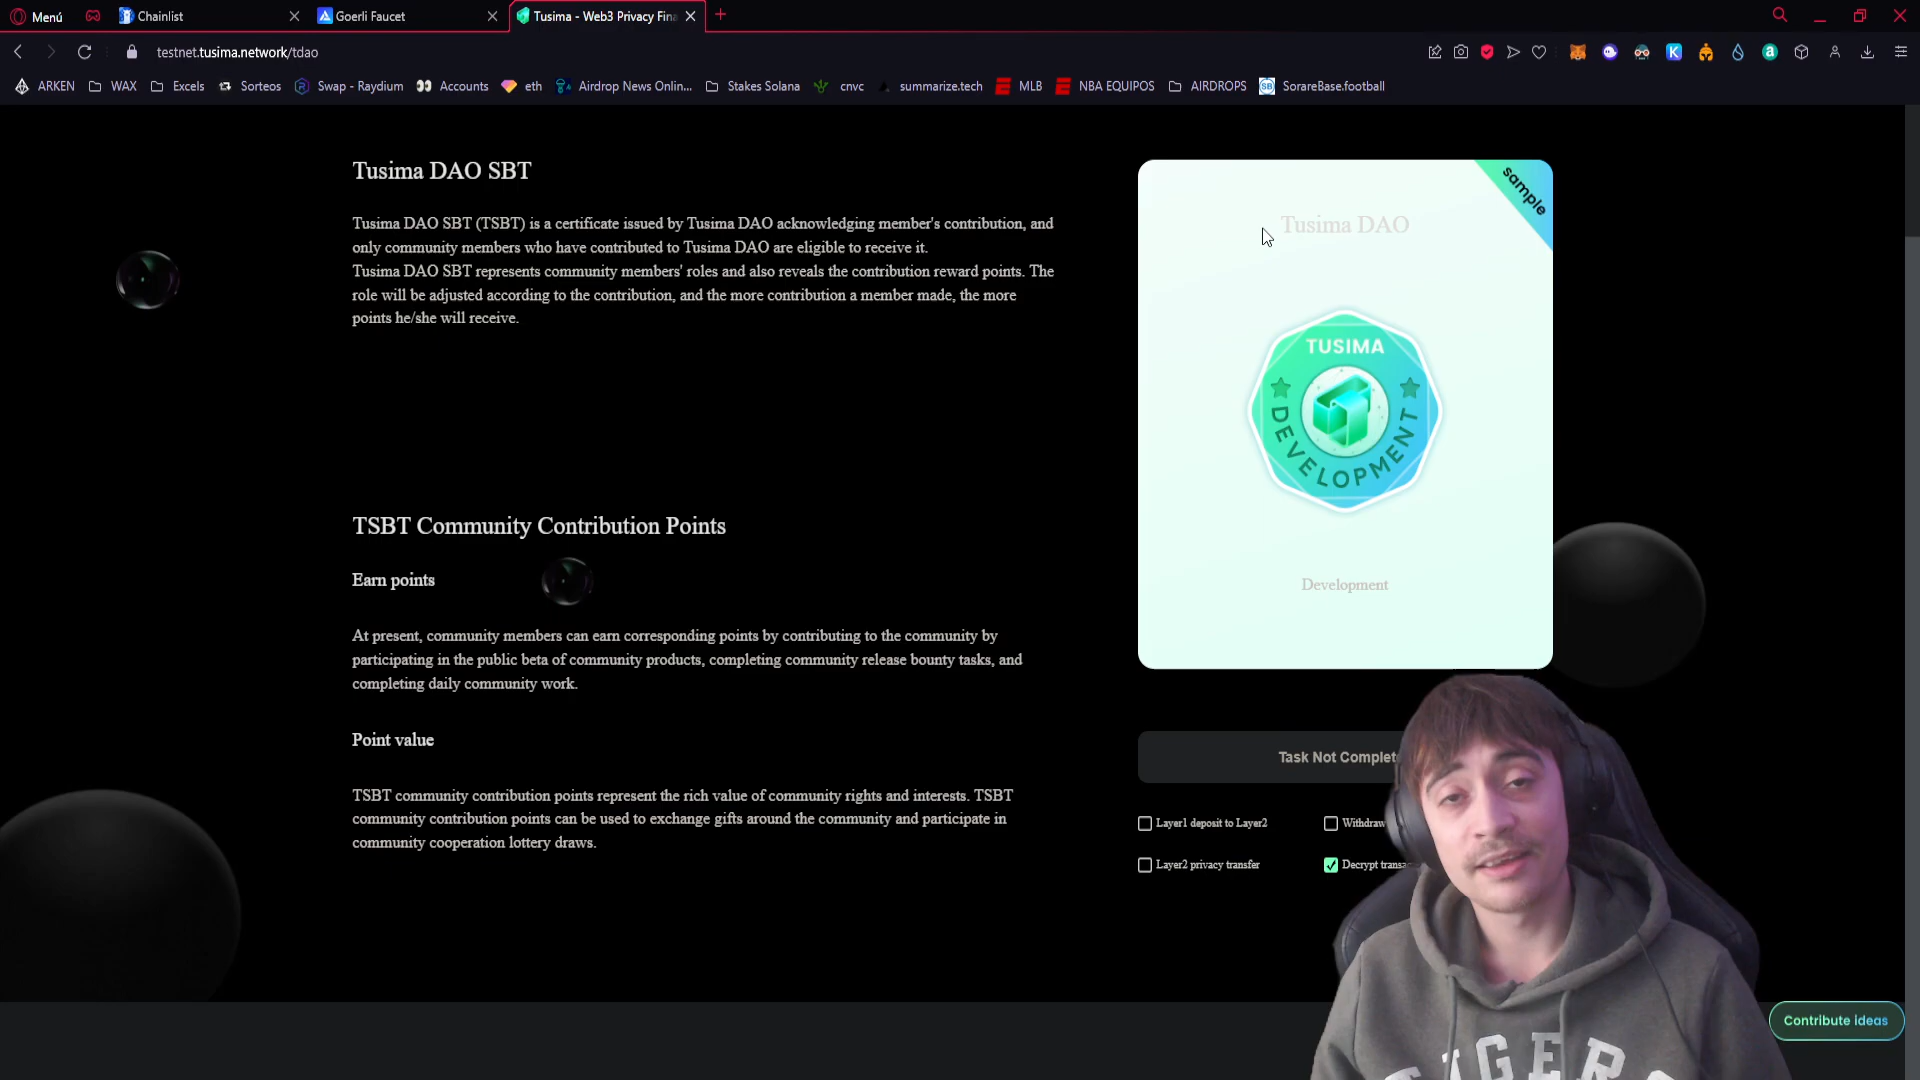 Menú
Chainlist
Goerli Faucet
Tusima - Web3 Privacy Fina
testnet.tusima.network/tdao
ARKEN
WAX
Excels
Sorteos
Swap - Raydium
Accounts
eth
Airdrop News Online...
Stakes Solana
cnvc
summarize.tech
MLB
NBA EQUIPOS
AIRDROPS
SB
SorareBase.football
Tusima DAO SBT
Tusima DAO SBT (TSBT) is a certificate issued by Tusima DAO acknowledging member's contribution, and
only community members who have contributed to Tusima DAO are eligible to receive it.
Tusima DAO SBT represents community members' roles and also reveals the contribution reward points. The
role will be adjusted according to the contribution, and the more contribution a member made, the more
points he/she will receive.
TSBT Community Contribution Points
Earn points
At present, community members can earn corresponding points by contributing to the community by
participating in the public beta of community products, completing community release bounty tasks, and
completing daily community work.
Point value
TSBT community contribution points represent the rich value of community rights and interests. TSBT
community contribution points can be used to exchange gifts around the community and participate in
community cooperation lottery draws.
sample
Tusima DAO
TUSIMA
DEVELOPMENT
Development
Task Not Complet
Layer1 deposit to Layer2
Withdraw
Layer2 privacy transfer
Decrypt transa
Contribute ideas